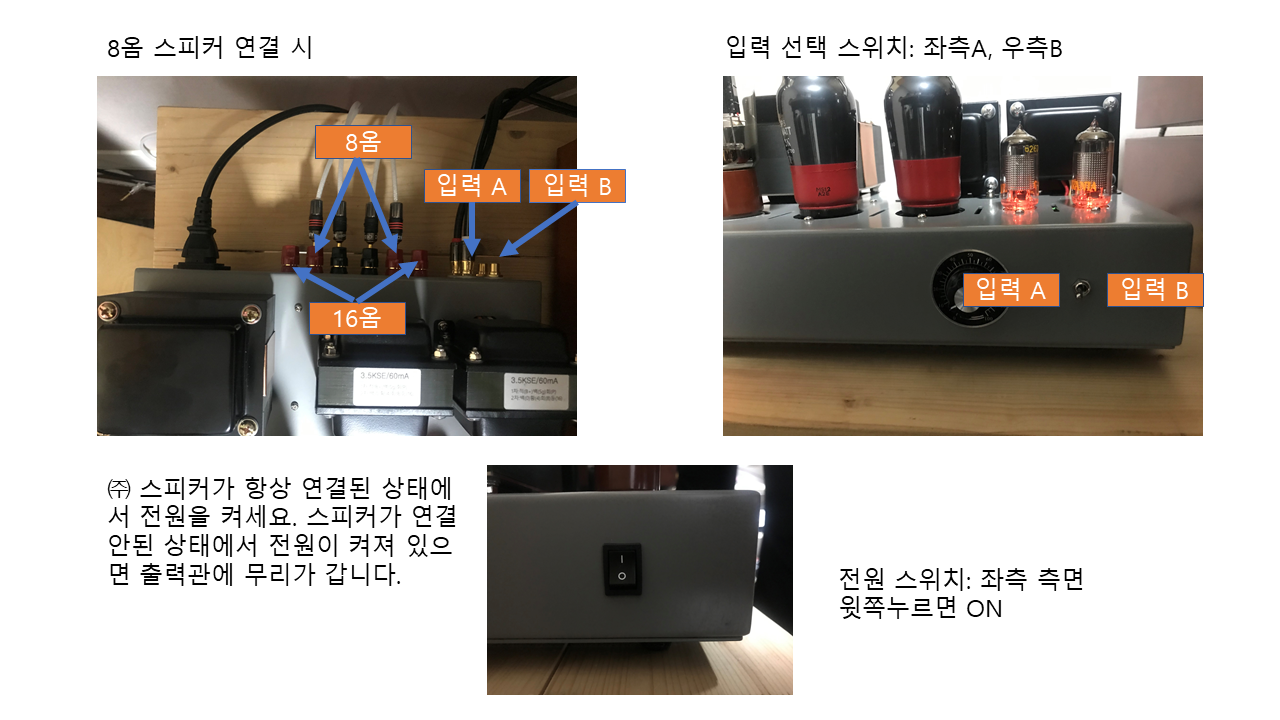 8옴 스피커 연결 시
입력 선택 스위치: 좌측A, 우측B
8옴
입력 A
입력 B
16옴
3.5KSE/60mA
3.5KSE/60mA
입력 A
입력 B
㈜ 스피커가 항상 연결된 상태에
서 전원을 켜세요. 스피커가 연결
안된 상태에서 전원이 켜져 있으
면 출력관에 무리가 갑니다.
전원 스위치: 좌측 측면
윗쪽누르면 ON